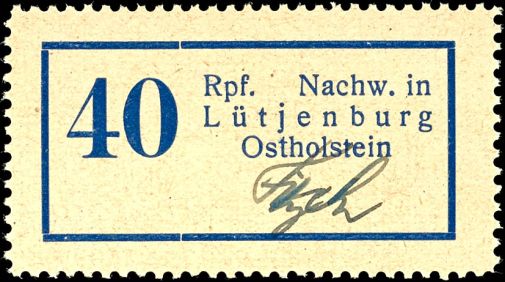 40
Rpf. Nachw. in
Lütjenburg
Ostholstein